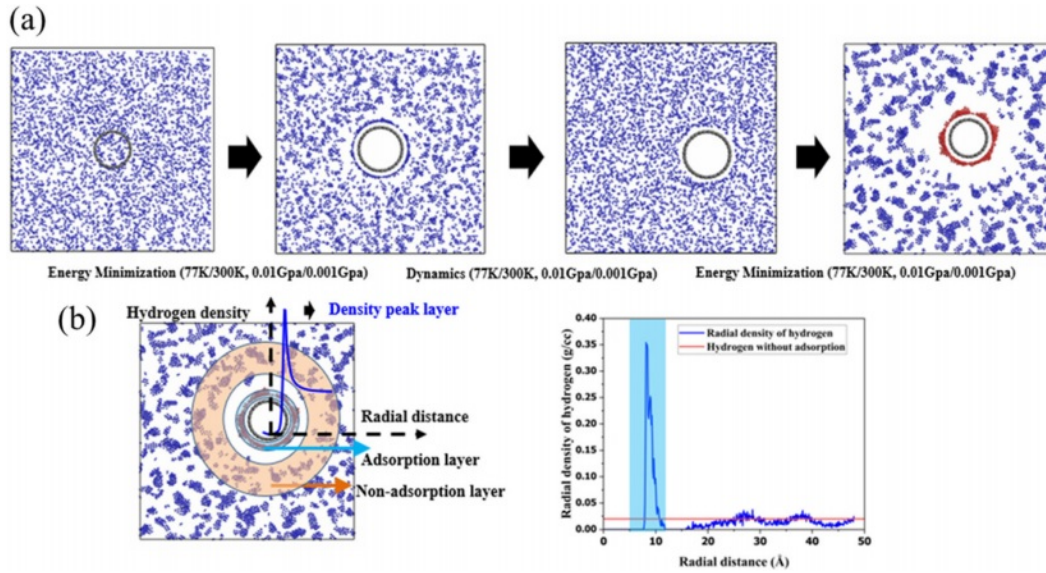 (a)
Energy Minimization (77K/300K, 0.01Gpa/0.001Gpa)
Dynamics (77K/300K, 0.01Gpa/0.001Gpa)
Energy Minimization (77K/300K, 0.01Gpa/0.001Gpa)
(b)
Hydrogen density
Density peak layer
Radial distance
Adsorption layer
Non-adsorption layer
Radial density of hydrogen (g/cc)
0.40
0.35
0.30
0.25
0.20
0.15
0.10
0.05
0.00
Radial density of hydrogen
Hydrogen without adsorption
0 10 20 30 40 50
Radial distance (Å)